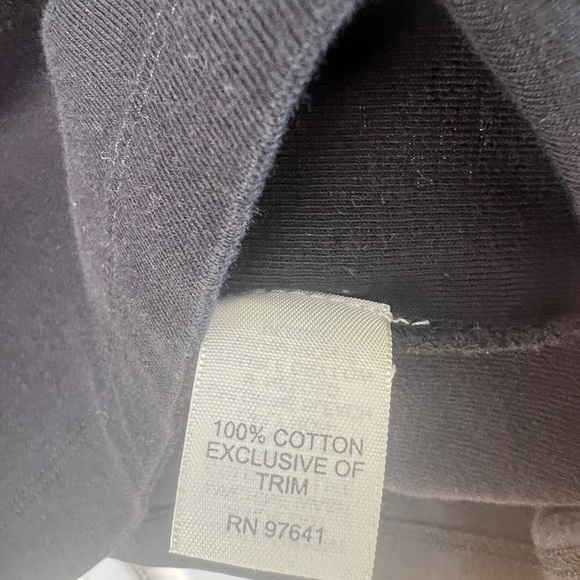 100% COTTON
EXCLUSIVE OF
TRIM
RN 97641